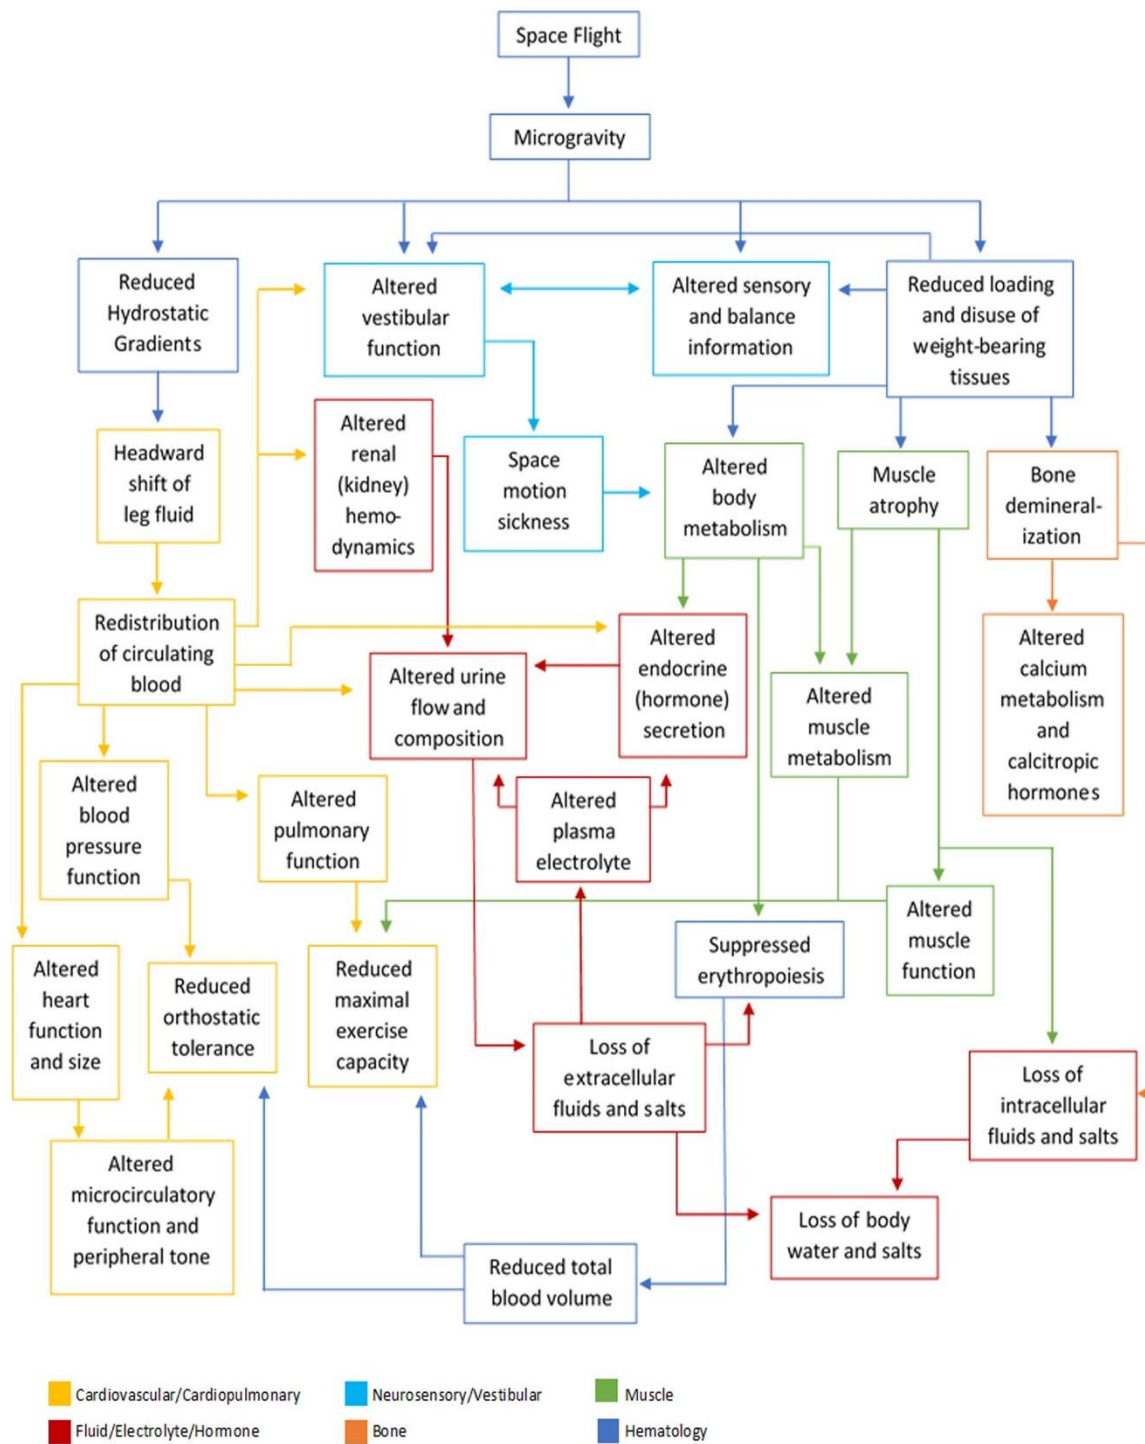 Space Flight
Microgravity
Reduced
Hydrostatic
Gradients
Altered
vestibular
function
Altered sensory
and balance
information
Reduced loading
and disuse of
weight-bearing
tissues
Headward
shift of
leg fluid
Altered
renal
(kidney)
hemo-
dynamics
Space
motion
sickness
Altered
body
metabolism
Muscle
atrophy
Bone
demineral-
ization
Redistribution
of circulating
blood
Altered urine
flow and
composition
Altered
endocrine
(hormone)
secretion
Altered
muscle
metabolism
Altered
calcium
metabolism
and
calcitropic
hormones
Altered
blood
pressure
function
Altered
pulmonary
function
Altered
plasma
electrolyte
Altered
muscle
function
Altered
heart
function
and size
Reduced
orthostatic
tolerance
Reduced
maximal
exercise
capacity
Suppressed
erythropoiesis
Loss of
extracellular
fluids and salts
Loss of
intracellular
fluids and salts
Altered
microcirculatory
function and
peripheral tone
Reduced total
blood volume
Loss of body
water and salts
Cardiovascular/Cardiopulmonary
Neurosensory/Vestibular
Muscle
Fluid/Electrolyte/Hormone
Bone
Hematology